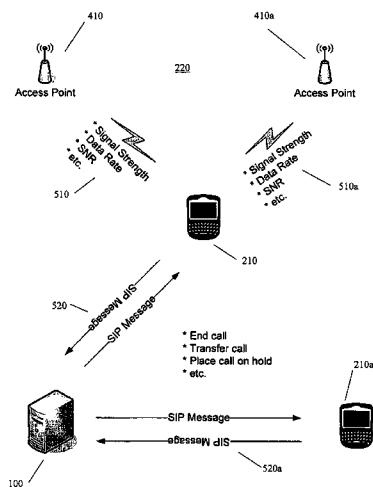 410
410a
220
Access Point
Access Point
* Signal Strength
* Data Rate
* SNR
* etc.
* Signal Strength
* Data Rate
* SNR
* etc.
510
510a
210
520
SIP Message
SIP Message
* End call
* Transfer call
* Place call on hold
* etc.
210a
SIP Message
SIP Message
100
520a